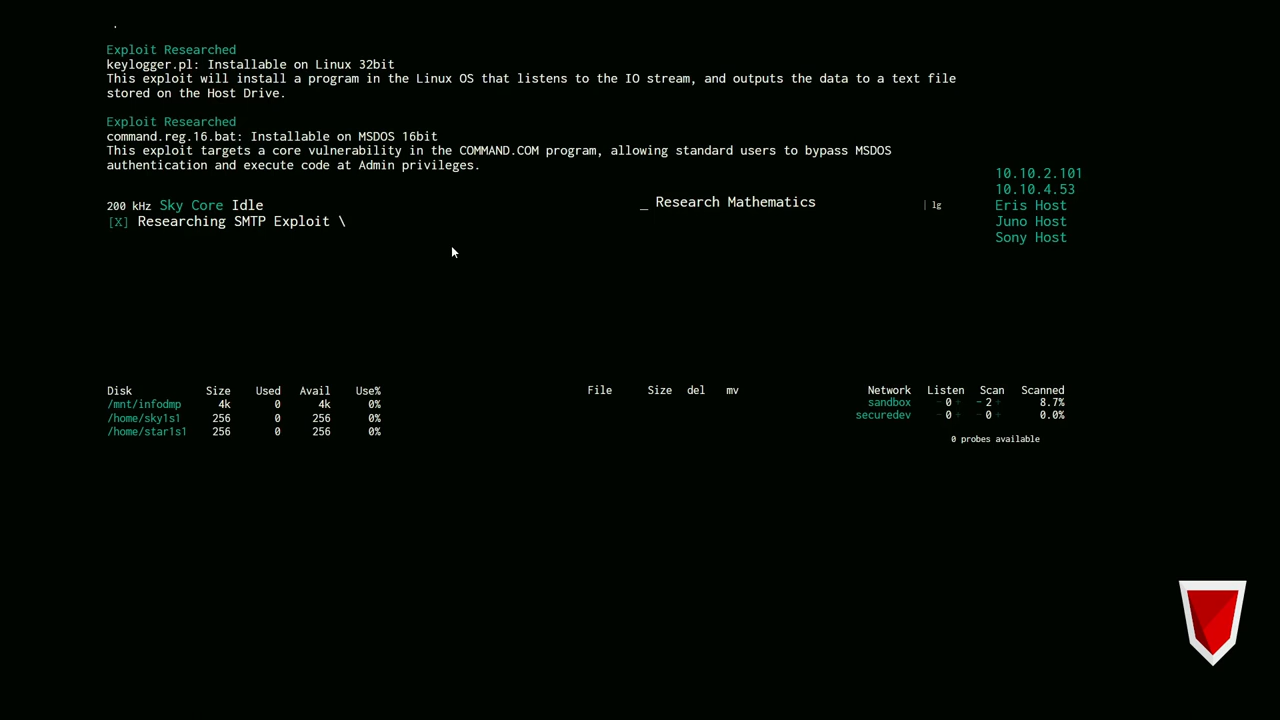 .
Exploit Researched
keylogger.pl: Installable on Linux 32bit
This exploit will install a program in the Linux OS that listens to the IO stream, and outputs the data to a text file
stored on the Host Drive.
Exploit Researched
command.reg.16.bat: Installable on MSDOS 16bit
This exploit targets a core vulnerability in the COMMAND.COM program, allowing standard users to bypass MSDOS
authentication and execute code at Admin privileges.
200 kHz Sky Core Idle
[X] Researching SMTP Exploit \
_ Research Mathematics
| lg
10.10.2.101
10.10.4.53
Eris Host
Juno Host
Sony Host
Disk Size Used Avail Use%
/mnt/infodmp 4k 0 4k 0%
/home/sky1s1 256 0 256 0%
/home/star1s1 256 0 256 0%
File Size del mv
Network Listen Scan Scanned
sandbox - 0 + - 2 + 8.7%
securedev - 0 + - 0 + 0.0%
0 probes available